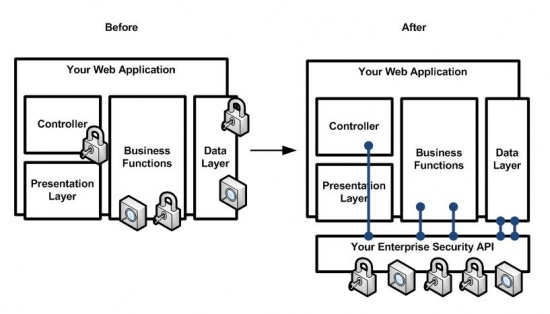 Before
After
Your Web Application
Controller
Presentation
Layer
Business
Functions
Data
Layer
Your Web Application
Controller
Presentation
Layer
Business
Functions
Data
Layer
Your Enterprise Security API